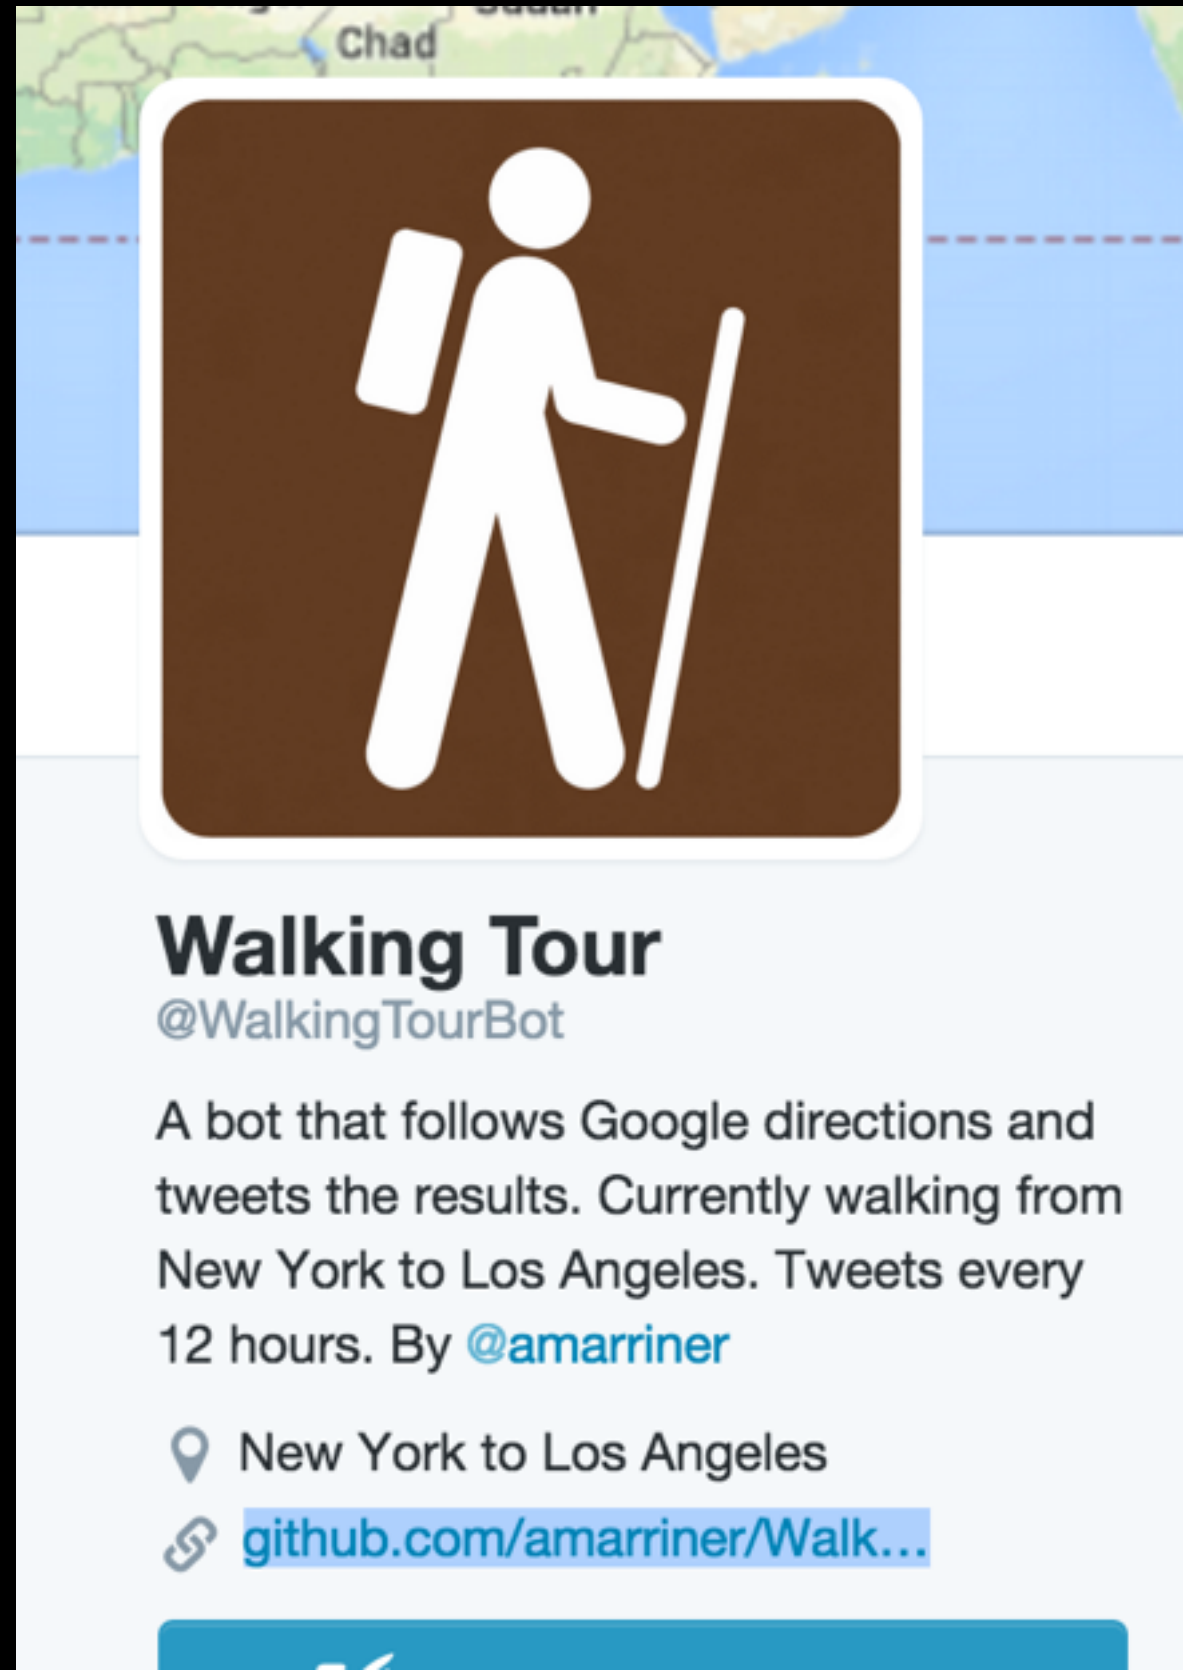 Chad
Walking Tour
@WalkingTourBot
A bot that follows Google directions and
tweets the results. Currently walking from
New York to Los Angeles. Tweets every
12 hours. By @amarriner
New York to Los Angeles
github.com/amarriner/Walk...